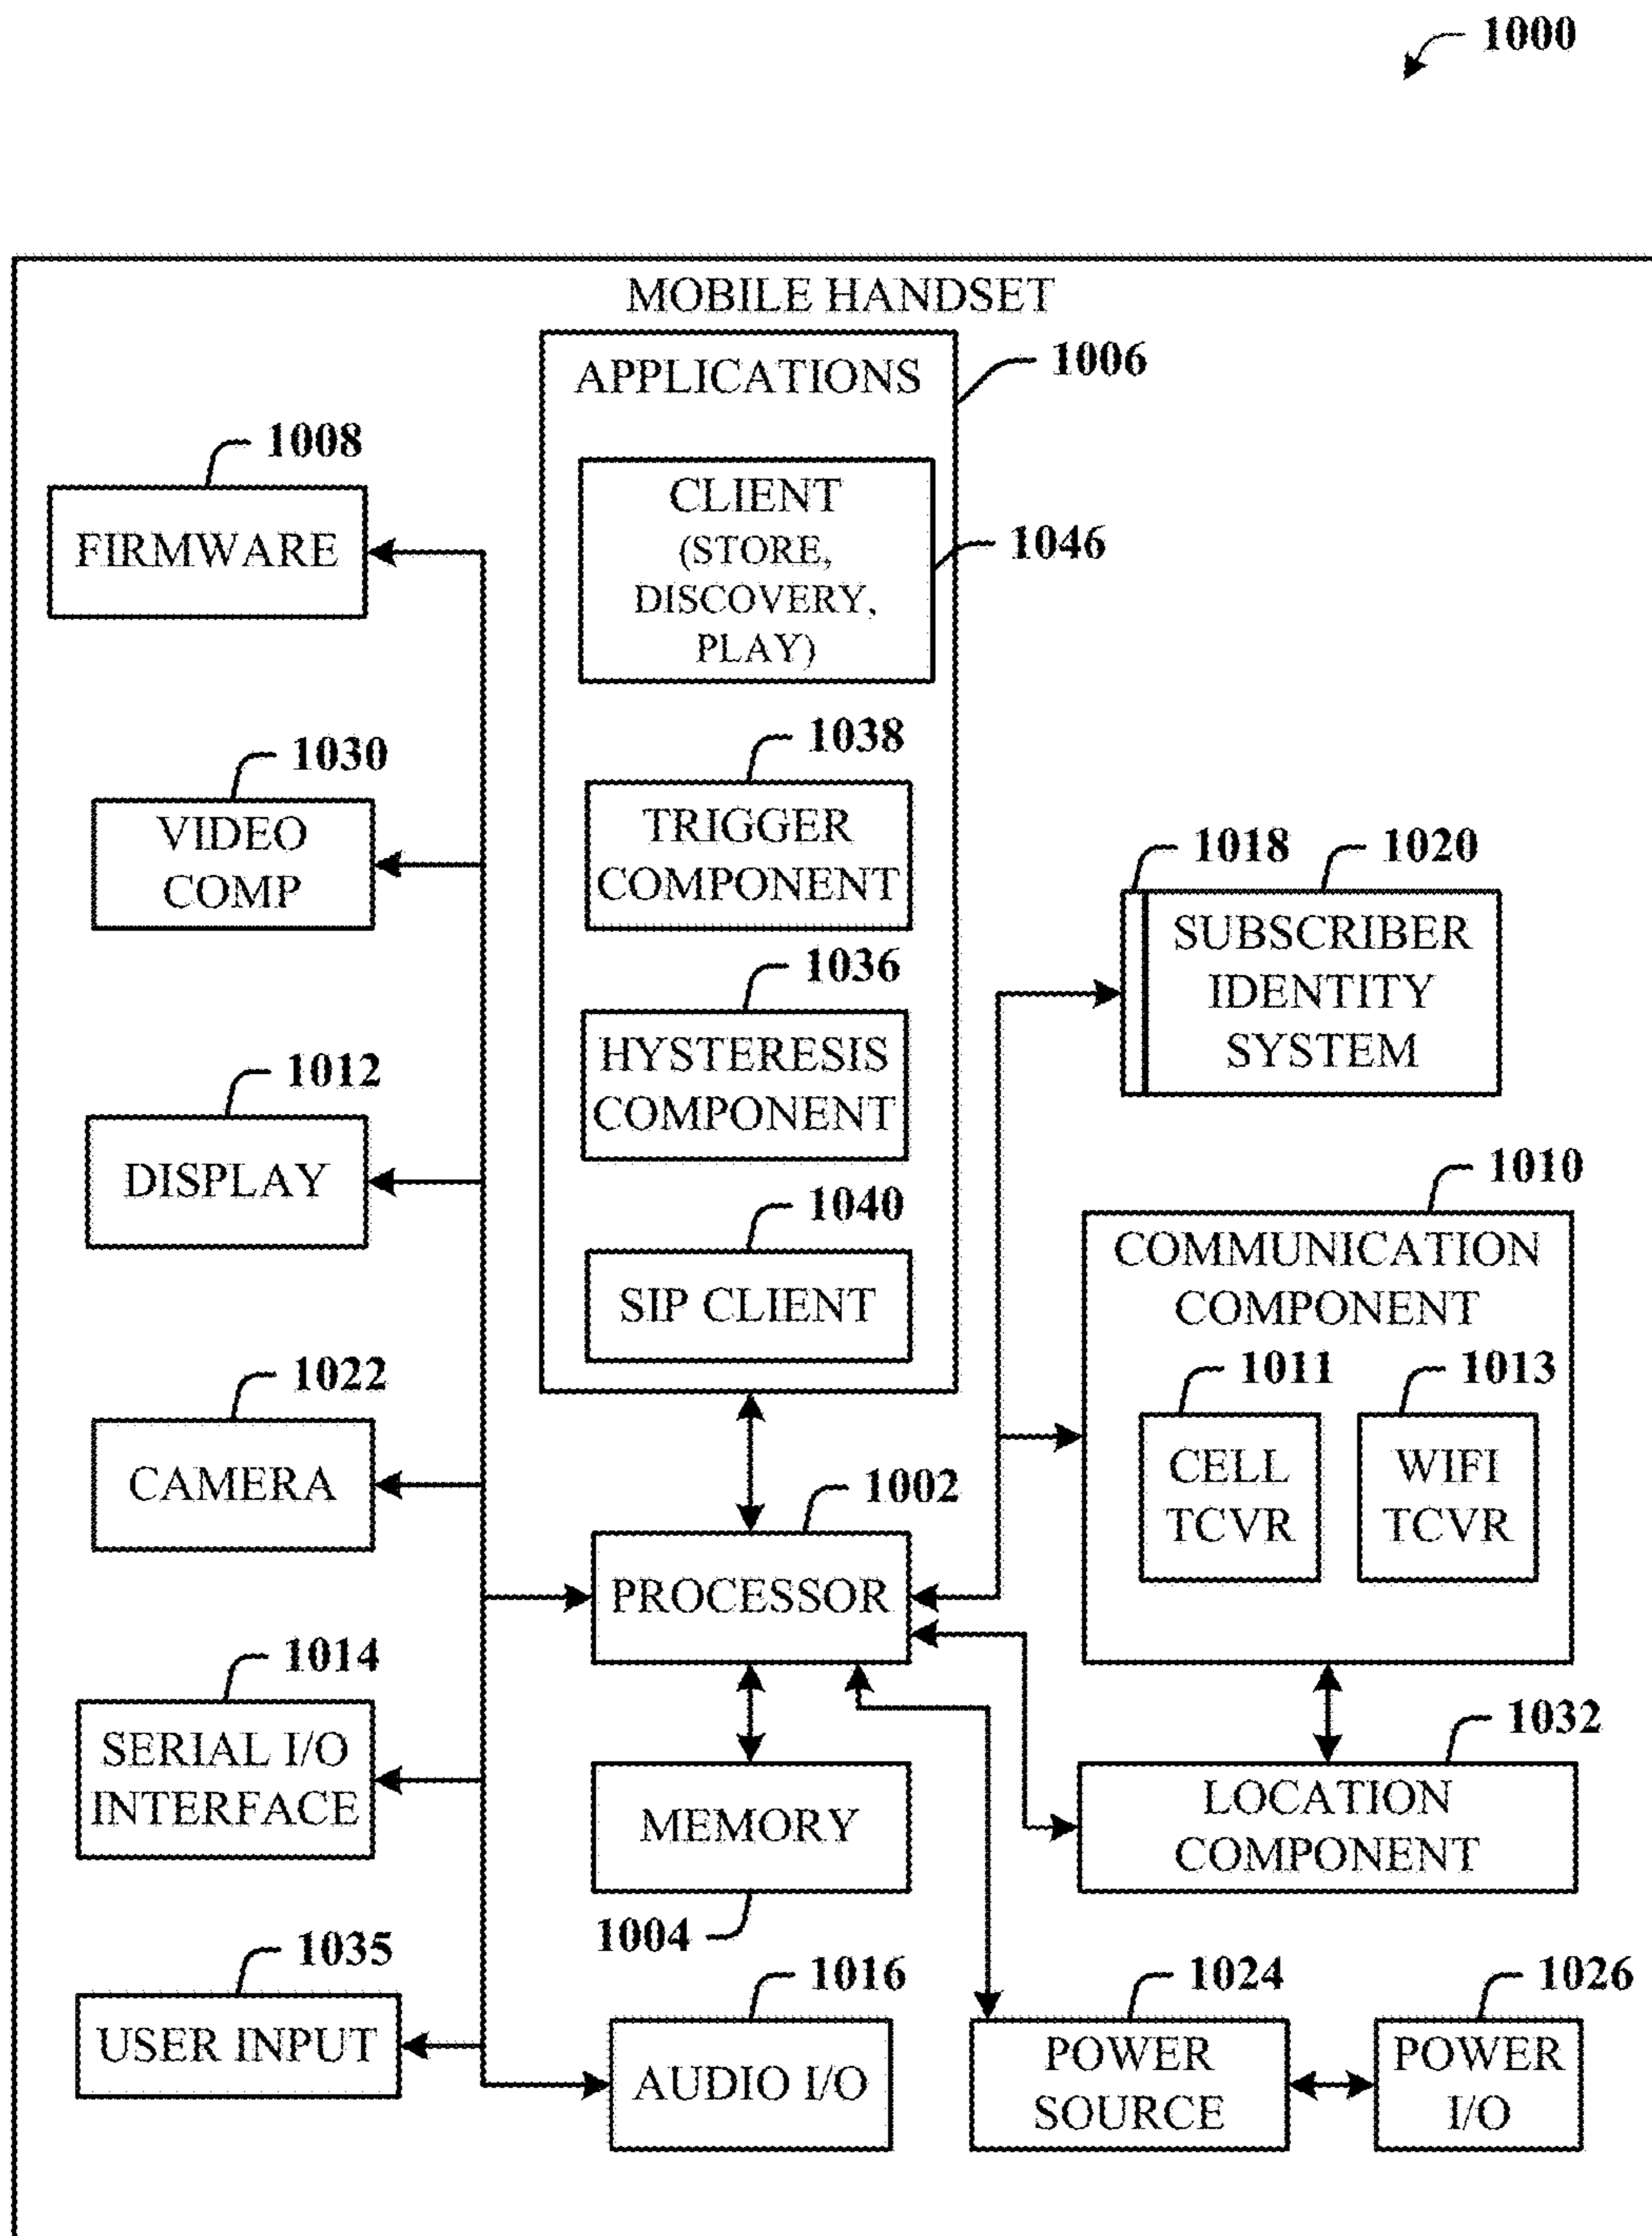 1000
MOBILE HANDSET
APPLICATIONS
1006
CLIENT
(STORE,
DISCOVERY,
PLAY)
1046
1038
TRIGGER
COMPONENT
1036
HYSTERESIS
COMPONENT
1040
SIP CLIENT
1008
FIRMWARE
1030
VIDEO
COMP
1012
DISPLAY
1022
CAMERA
1014
SERIAL I/O
INTERFACE
1035
USER INPUT
1002
PROCESSOR
MEMORY
1004
1016
AUDIO I/O
1018
1020
SUBSCRIBER
IDENTITY
SYSTEM
1010
COMMUNICATION
COMPONENT
1011
CELL
TCVR
1013
WIFI
TCVR
1032
LOCATION
COMPONENT
1024
POWER
SOURCE
1026
POWER
I/O